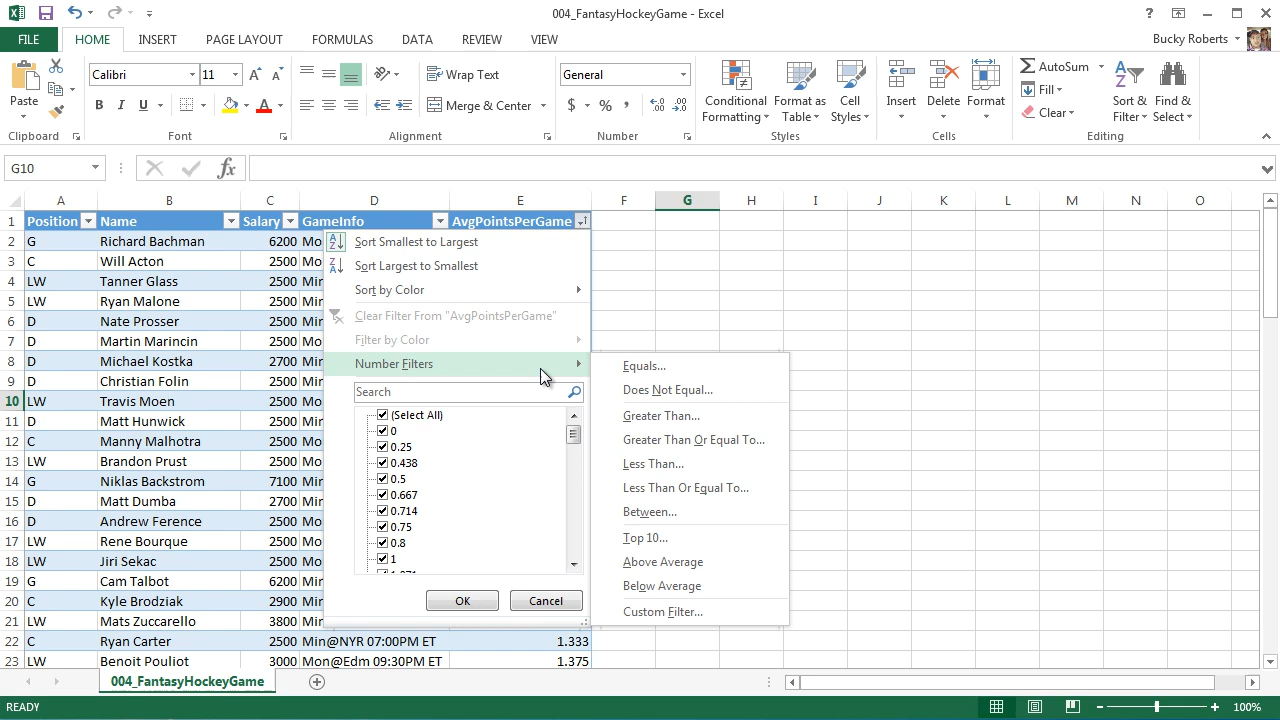 004_FantasyHockeyGame - Excel
FILE HOME INSERT PAGE LAYOUT FORMULAS DATA REVIEW VIEW Bucky Roberts
Calibri 11 Wrap Text General AutoSum
Paste B I U Merge & Center $ % , Conditional Formatting Format as Table Cell Styles Insert Delete Format Fill Clear Sort & Filter Find & Select
Clipboard Font Alignment Number Styles Cells Editing
G10 fx
A B C D E F G H I J K L M N O
1 Position Name Salary GameInfo AvgPointsPerGame
2 G Richard Bachman 6200 Mo
3 C Will Acton 2500 Mo
4 LW Tanner Glass 2500 Min
5 LW Ryan Malone 2500 Min
6 D Nate Prosser 2500 Min
7 D Martin Marincin 2500 Mo
8 D Michael Kostka 2700 Min
9 D Christian Folin 2500 Min
10 LW Travis Moen 2500 Mo
11 D Matt Hunwick 2500 Min
12 C Manny Malhotra 2500 Mo
13 LW Brandon Prust 2500 Mo
14 G Niklas Backstrom 7100 Min
15 D Matt Dumba 2700 Min
16 D Andrew Ference 2500 Mo
17 LW Rene Bourque 2500 Mo
18 LW Jiri Sekac 2500 Mo
19 G Cam Talbot 6200 Min
20 C Kyle Brodziak 2900 Min
21 LW Mats Zuccarello 3800 Min
22 C Ryan Carter 2500 Min@NYR 07:00PM ET 1.333
23 LW Benoit Pouliot 3000 Mon@Edm 09:30PM ET 1.375
Sort Smallest to Largest
Sort Largest to Smallest
Sort by Color
Clear Filter From "AvgPointsPerGame"
Filter by Color
Number Filters
Search
(Select All)
0
0.25
0.438
0.5
0.667
0.714
0.75
0.8
1
OK Cancel
Equals...
Does Not Equal...
Greater Than...
Greater Than Or Equal To...
Less Than...
Less Than Or Equal To...
Between...
Top 10...
Above Average
Below Average
Custom Filter...
004_FantasyHockeyGame
READY 100%